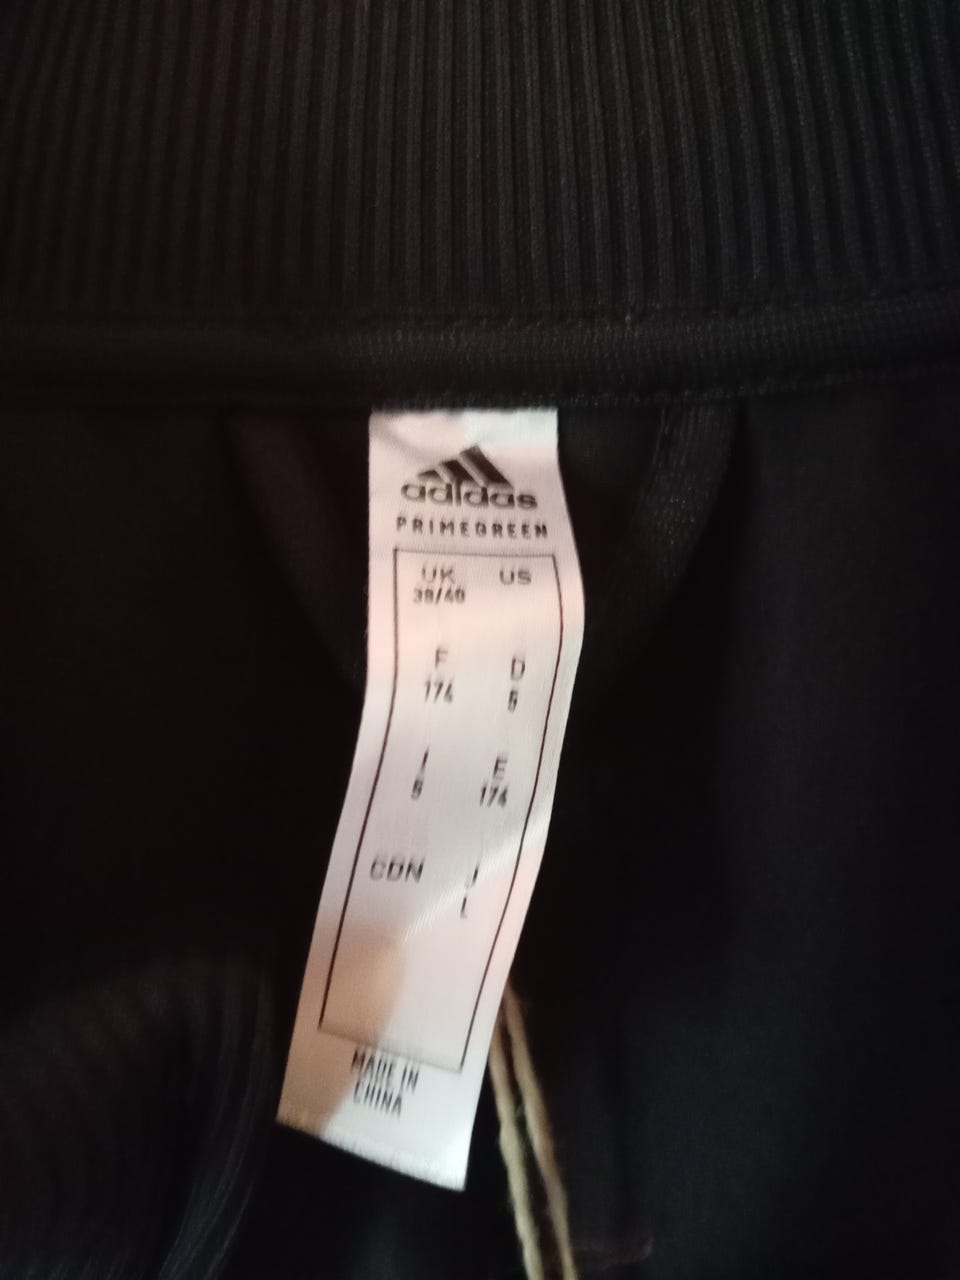 adidas
PRIMEGREEN
UK US
38/40
F D
174 5
I E
5 174
CDN J
L
MADE IN
CHINA